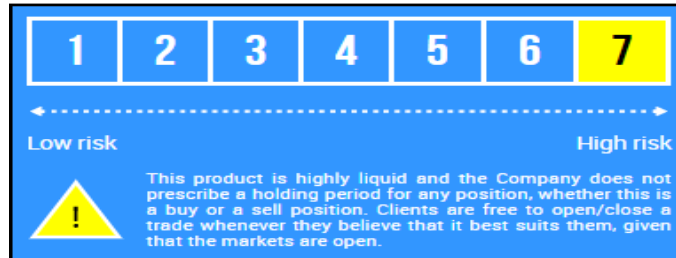 1 2 3 4 5 6 7
Low risk High risk
This product is highly liquid and the Company does not
prescribe a holding period for any position, whether this is
! a buy or a sell position. Clients are free to open/close a
trade whenever they believe that it best suits them, given
that the markets are open.